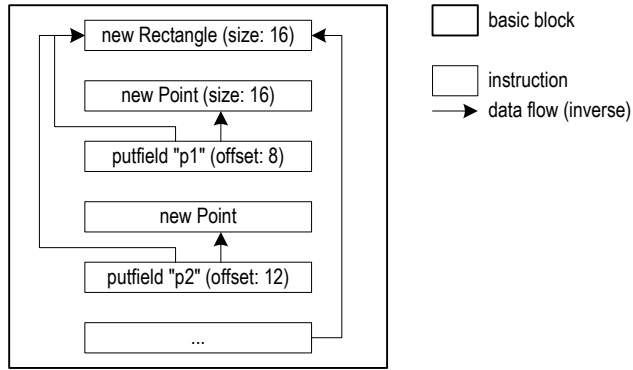 new Rectangle (size: 16)
new Point (size: 16)
putfield "p1" (offset: 8)
new Point
putfield "p2" (offset: 12)
...
basic block
instruction
data flow (inverse)